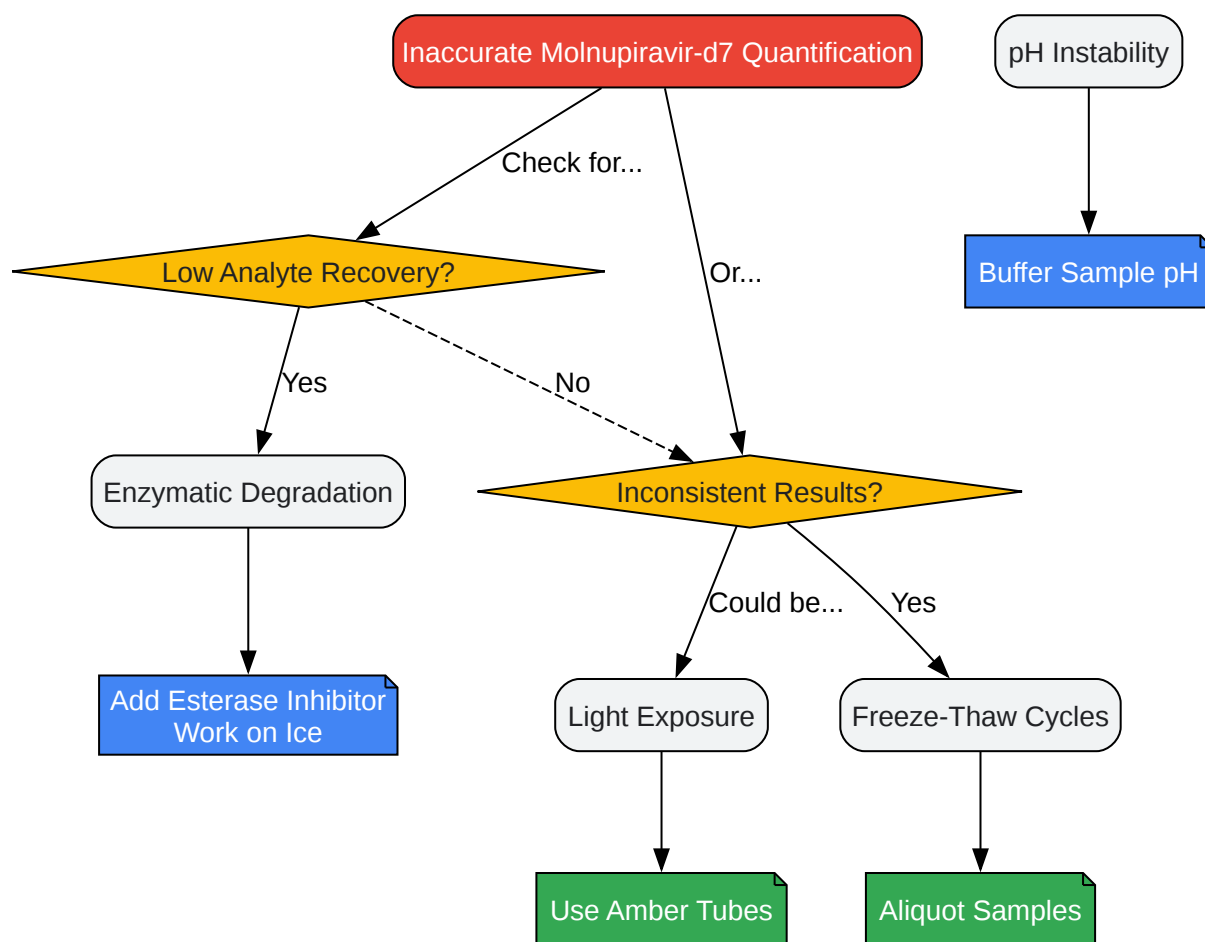 Inaccurate Molnupiravir-d7 Quantification
pH Instability
Check for...
Low Analyte Recovery?
Or...
Buffer Sample pH
Yes
No
Enzymatic Degradation
Inconsistent Results?
Could be...
Yes
Add Esterase Inhibitor
Work on Ice
Light Exposure
Freeze-Thaw Cycles
Use Amber Tubes
Aliquot Samples